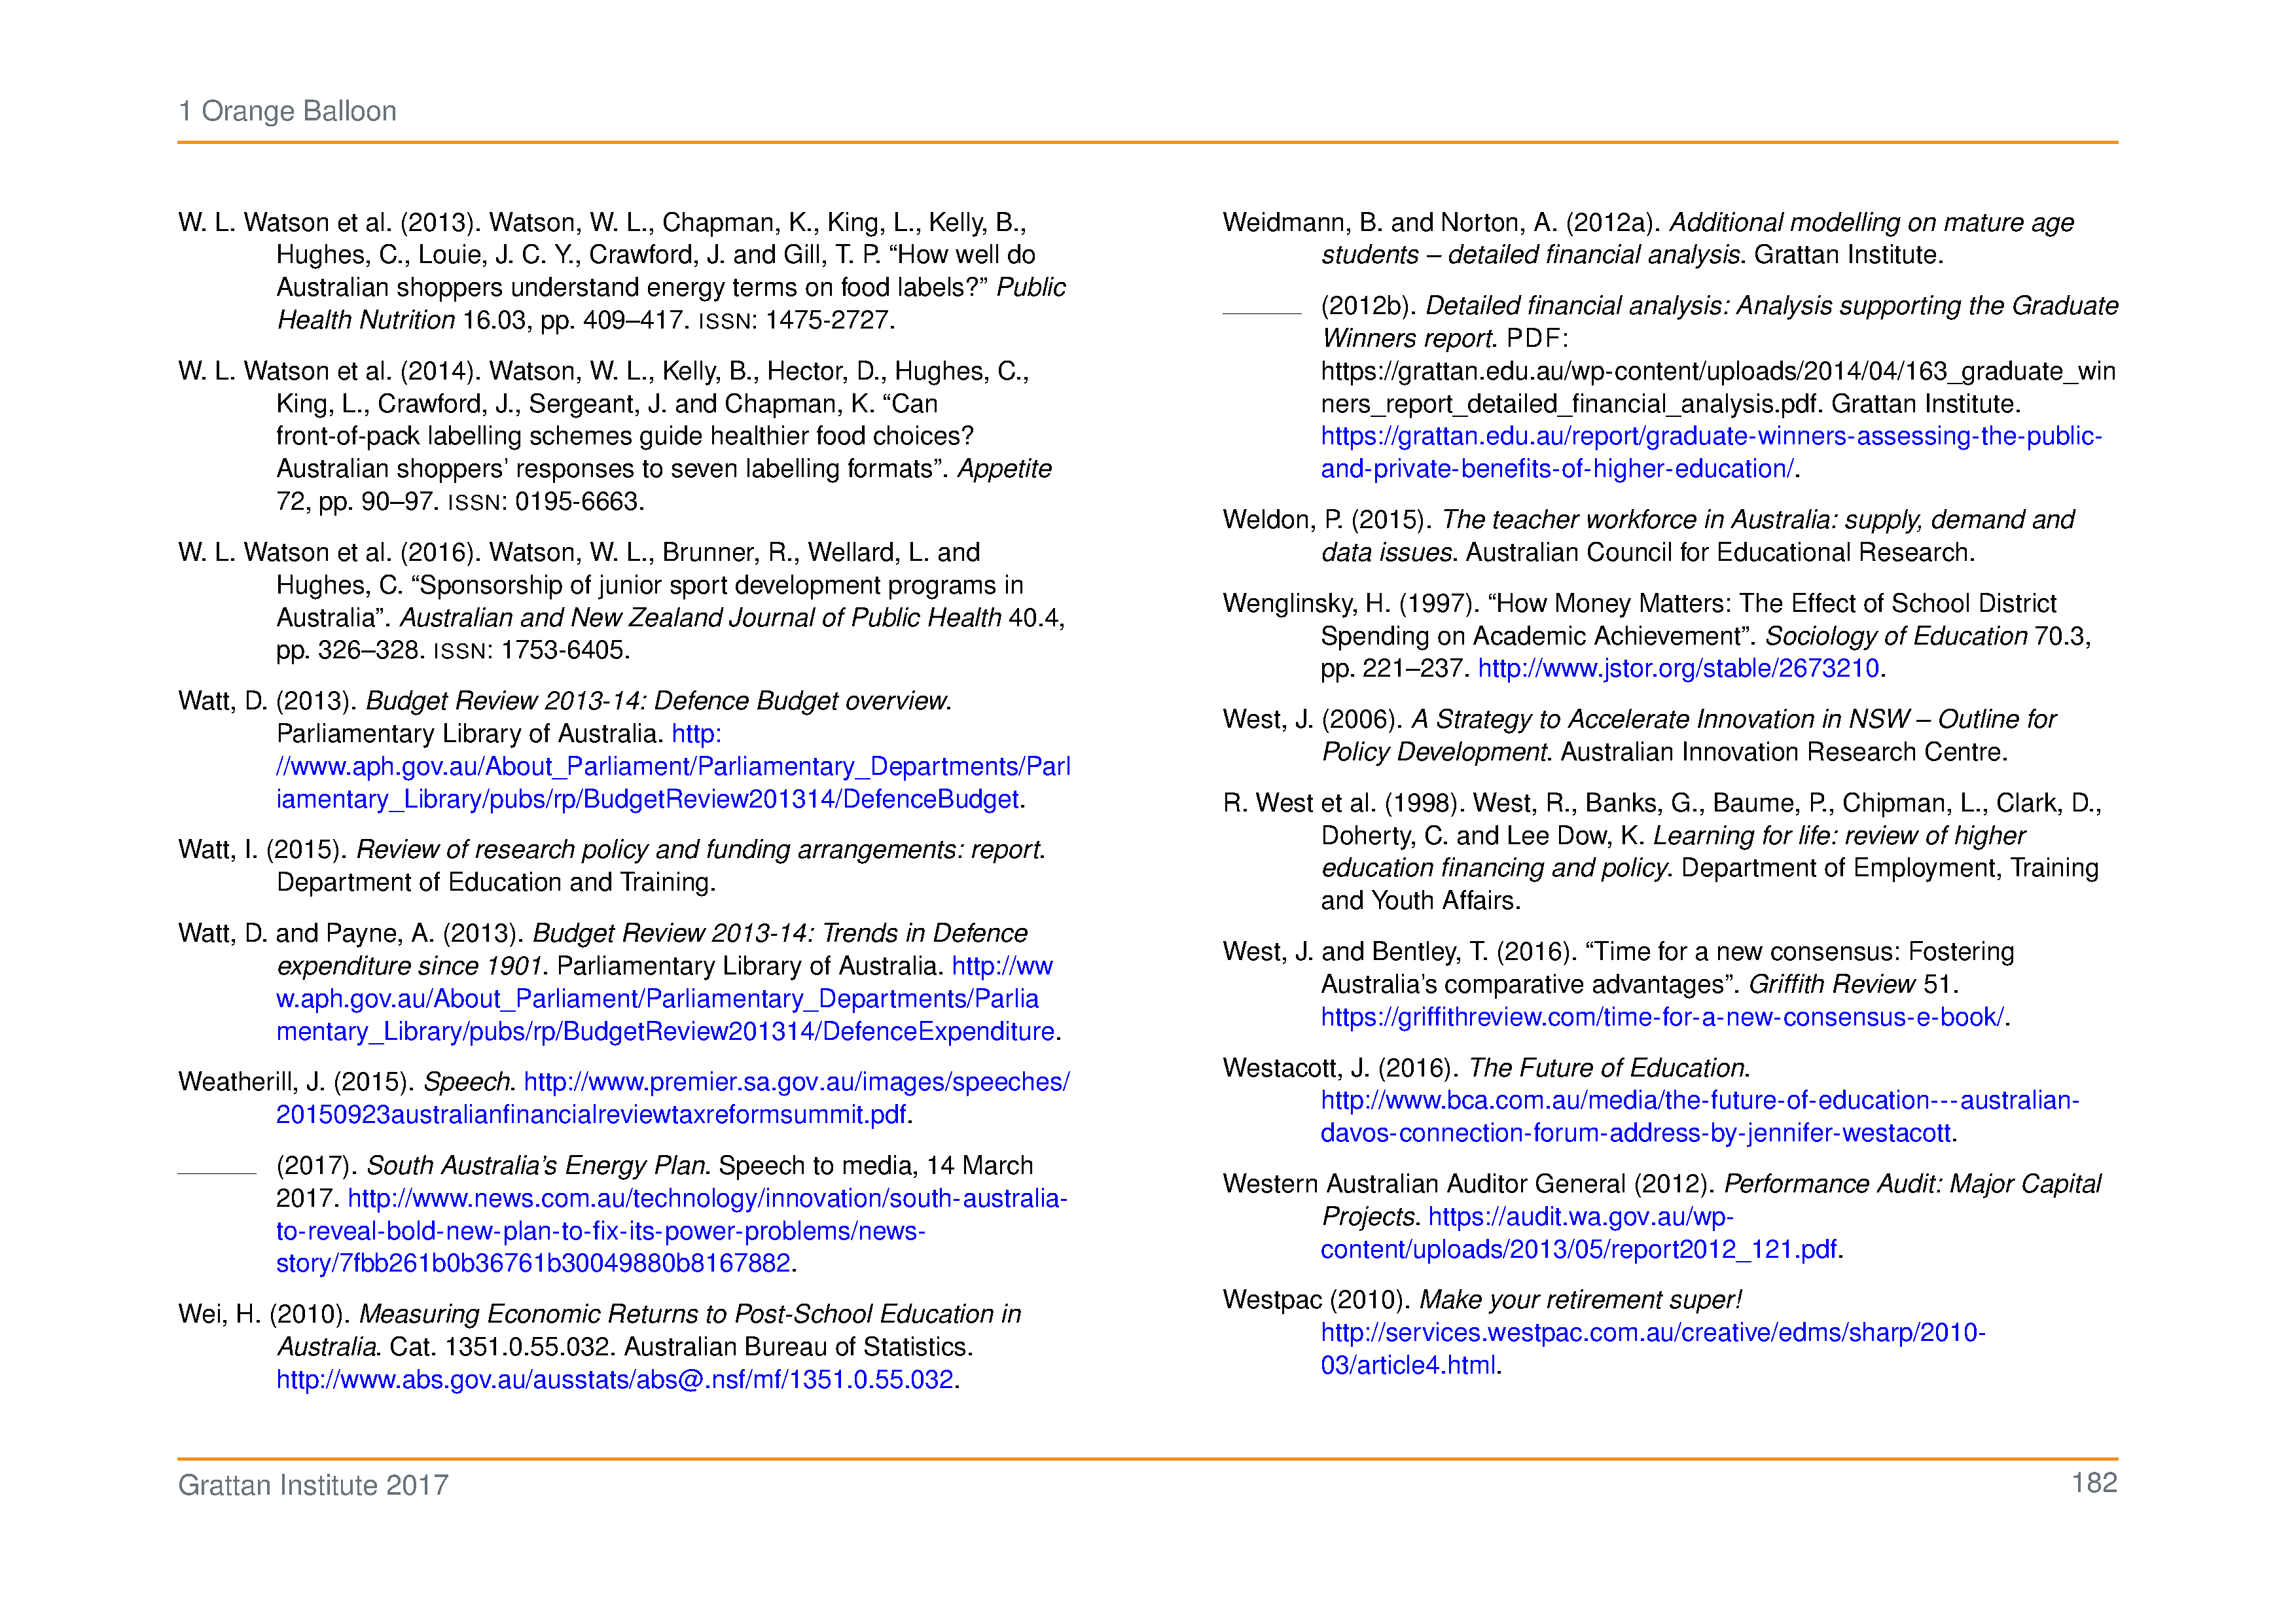 1 Orange Balloon
W. L. Watson et al. (2013). Watson, W. L., Chapman, K., King, L., Kelly, B.,
Hughes, C., Louie, J. C. Y., Crawford, J. and Gill, T. P. “How well do
Australian shoppers understand energy terms on food labels?” Public
Health Nutrition 16.03, pp. 409–417. ISSN: 1475-2727.
W. L. Watson et al. (2014). Watson, W. L., Kelly, B., Hector, D., Hughes, C.,
King, L., Crawford, J., Sergeant, J. and Chapman, K. “Can
front-of-pack labelling schemes guide healthier food choices?
Australian shoppers’ responses to seven labelling formats”. Appetite
72, pp. 90–97. ISSN: 0195-6663.
W. L. Watson et al. (2016). Watson, W. L., Brunner, R., Wellard, L. and
Hughes, C. “Sponsorship of junior sport development programs in
Australia”. Australian and New Zealand Journal of Public Health 40.4,
pp. 326–328. ISSN: 1753-6405.
Watt, D. (2013). Budget Review 2013-14: Defence Budget overview.
Parliamentary Library of Australia. http:
//www.aph.gov.au/About_Parliament/Parliamentary_Departments/Parl
iamentary_Library/pubs/rp/BudgetReview201314/DefenceBudget.
Watt, I. (2015). Review of research policy and funding arrangements: report.
Department of Education and Training.
Watt, D. and Payne, A. (2013). Budget Review 2013-14: Trends in Defence
expenditure since 1901. Parliamentary Library of Australia. http://ww
w.aph.gov.au/About_Parliament/Parliamentary_Departments/Parlia
mentary_Library/pubs/rp/BudgetReview201314/DefenceExpenditure.
Weatherill, J. (2015). Speech. http://www.premier.sa.gov.au/images/speeches/
20150923australianfinancialreviewtaxreformsummit.pdf.
______ (2017). South Australia’s Energy Plan. Speech to media, 14 March
2017. http://www.news.com.au/technology/innovation/south-australia-
to-reveal-bold-new-plan-to-fix-its-power-problems/news-
story/7fbb261b0b36761b30049880b8167882.
Wei, H. (2010). Measuring Economic Returns to Post-School Education in
Australia. Cat. 1351.0.55.032. Australian Bureau of Statistics.
http://www.abs.gov.au/ausstats/abs@.nsf/mf/1351.0.55.032.
Weidmann, B. and Norton, A. (2012a). Additional modelling on mature age
students – detailed financial analysis. Grattan Institute.
______ (2012b). Detailed financial analysis: Analysis supporting the Graduate
Winners report. PDF:
https://grattan.edu.au/wp-content/uploads/2014/04/163_graduate_win
ners_report_detailed_financial_analysis.pdf. Grattan Institute.
https://grattan.edu.au/report/graduate-winners-assessing-the-public-
and-private-benefits-of-higher-education/.
Weldon, P. (2015). The teacher workforce in Australia: supply, demand and
data issues. Australian Council for Educational Research.
Wenglinsky, H. (1997). “How Money Matters: The Effect of School District
Spending on Academic Achievement”. Sociology of Education 70.3,
pp. 221–237. http://www.jstor.org/stable/2673210.
West, J. (2006). A Strategy to Accelerate Innovation in NSW – Outline for
Policy Development. Australian Innovation Research Centre.
R. West et al. (1998). West, R., Banks, G., Baume, P., Chipman, L., Clark, D.,
Doherty, C. and Lee Dow, K. Learning for life: review of higher
education financing and policy. Department of Employment, Training
and Youth Affairs.
West, J. and Bentley, T. (2016). “Time for a new consensus: Fostering
Australia’s comparative advantages”. Griffith Review 51.
https://griffithreview.com/time-for-a-new-consensus-e-book/.
Westacott, J. (2016). The Future of Education.
http://www.bca.com.au/media/the-future-of-education---australian-
davos-connection-forum-address-by-jennifer-westacott.
Western Australian Auditor General (2012). Performance Audit: Major Capital
Projects. https://audit.wa.gov.au/wp-
content/uploads/2013/05/report2012_121.pdf.
Westpac (2010). Make your retirement super!
http://services.westpac.com.au/creative/edms/sharp/2010-
03/article4.html.
Grattan Institute 2017
182